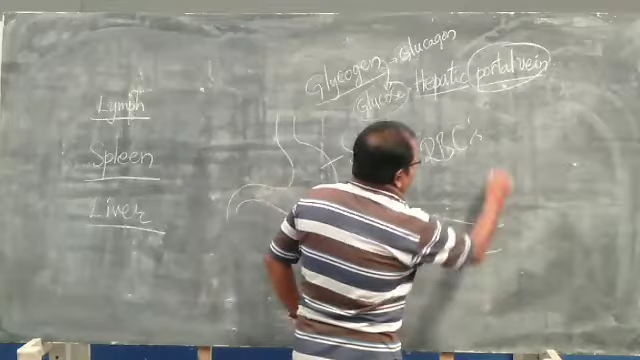 Lymph
Spleen
Liver
Glycogen → Glucagon
Glucose
Hepatic portal vein
RBC's